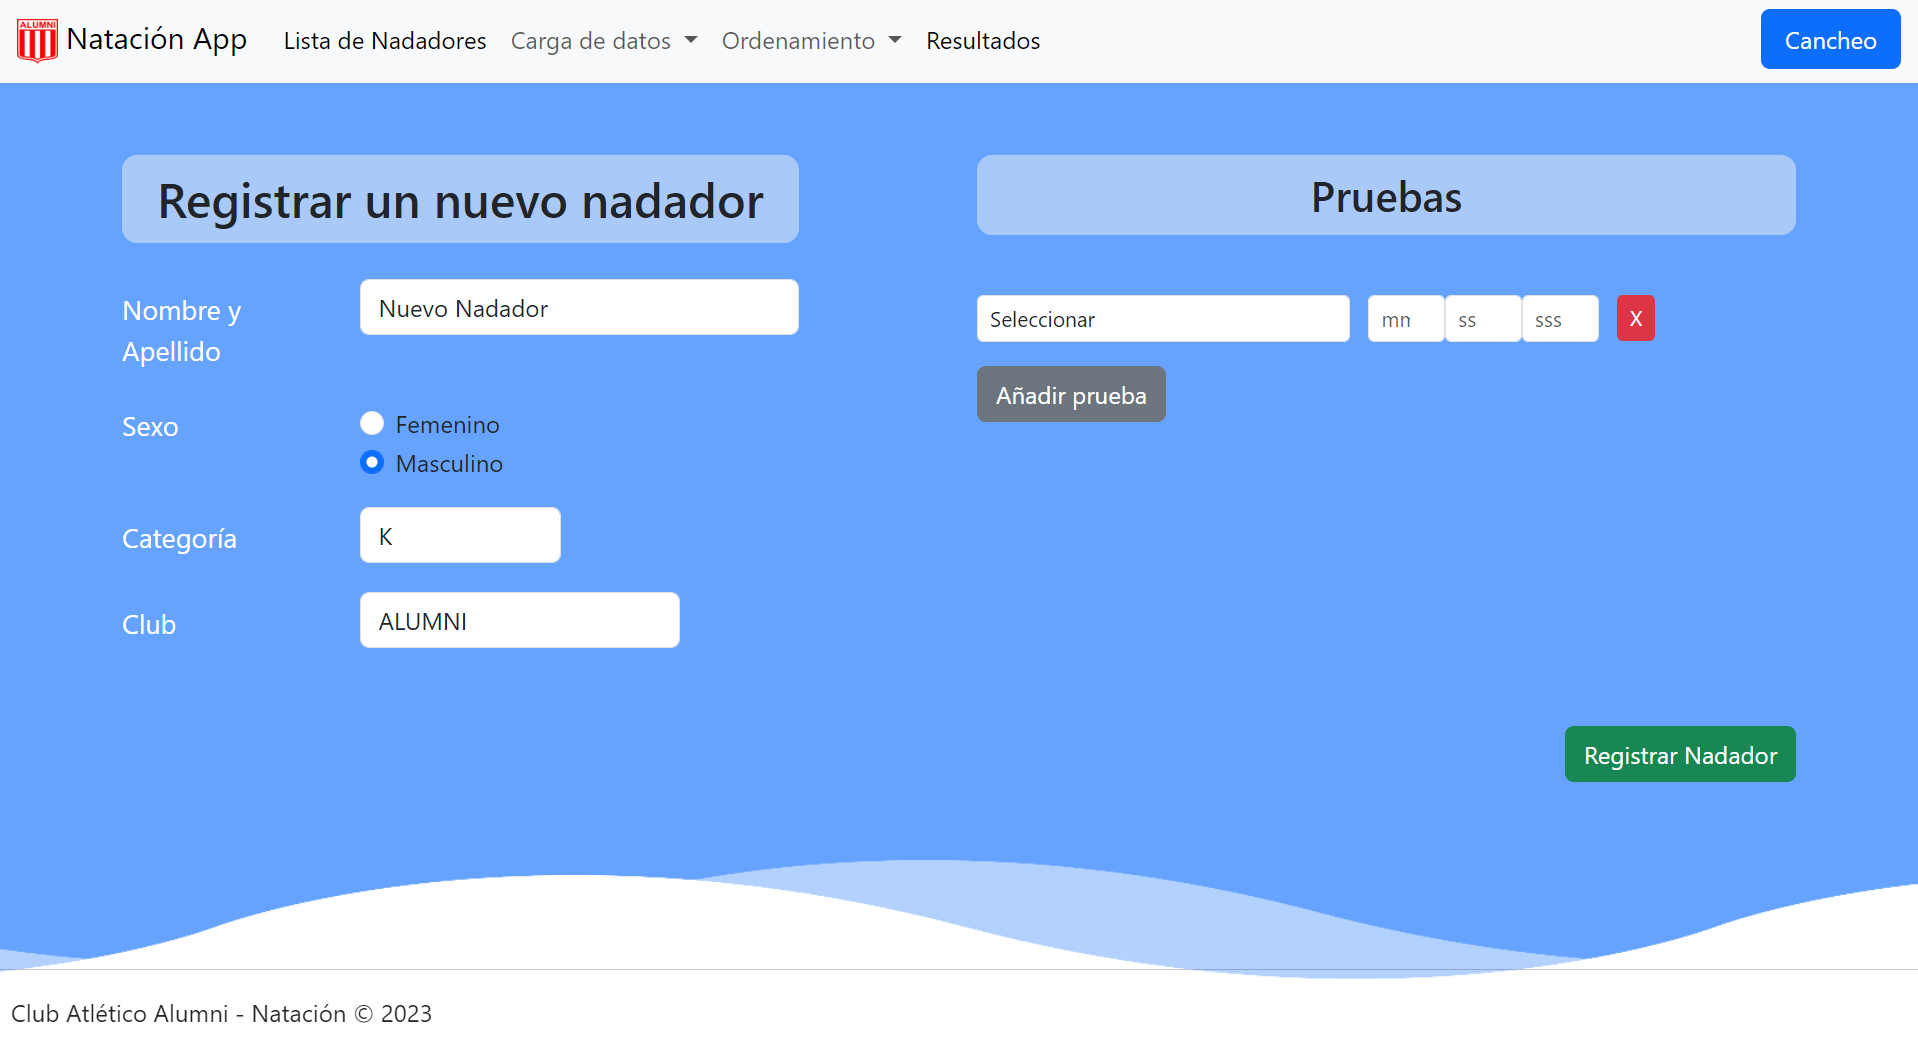 ALUMNI
Natación App
Lista de Nadadores
Carga de datos
Ordenamiento
Resultados
Cancheo
Registrar un nuevo nadador
Nombre y
Apellido
Nuevo Nadador
Sexo
Femenino
Masculino
Categoría
K
Club
ALUMNI
Pruebas
Seleccionar
mn
ss
sss
X
Añadir prueba
Registrar Nadador
Club Atlético Alumni - Natación © 2023